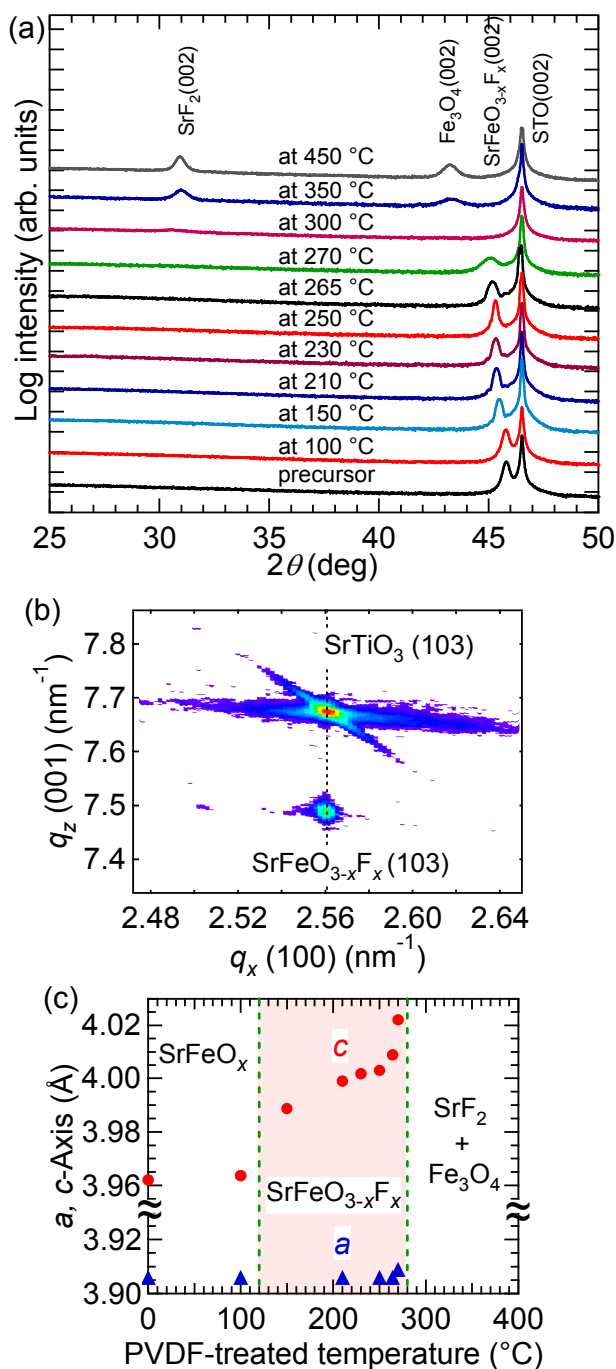 (a)
SrF₂(002)
Fe₃O₄(002)
SrFeO₃₋ₓFₓ(002)
STO(002)
Log intensity (arb. units)
at 450 °C
at 350 °C
at 300 °C
at 270 °C
at 265 °C
at 250 °C
at 230 °C
at 210 °C
at 150 °C
at 100 °C
precursor
25 30 35 40 45 50
2θ (deg)
(b)
SrTiO₃ (103)
7.8
7.7
7.6
7.5
7.4
q_z (001) (nm⁻¹)
SrFeO₃₋ₓFₓ (103)
2.48 2.52 2.56 2.60 2.64
qₓ (100) (nm⁻¹)
(c)
4.02
4.00
3.98
3.96
3.92
3.90
a, c-Axis (Å)
SrFeOₓ
c
SrF₂
+
Fe₃O₄
SrFeO₃₋ₓFₓ
a
0 100 200 300 400
PVDF-treated temperature (°C)